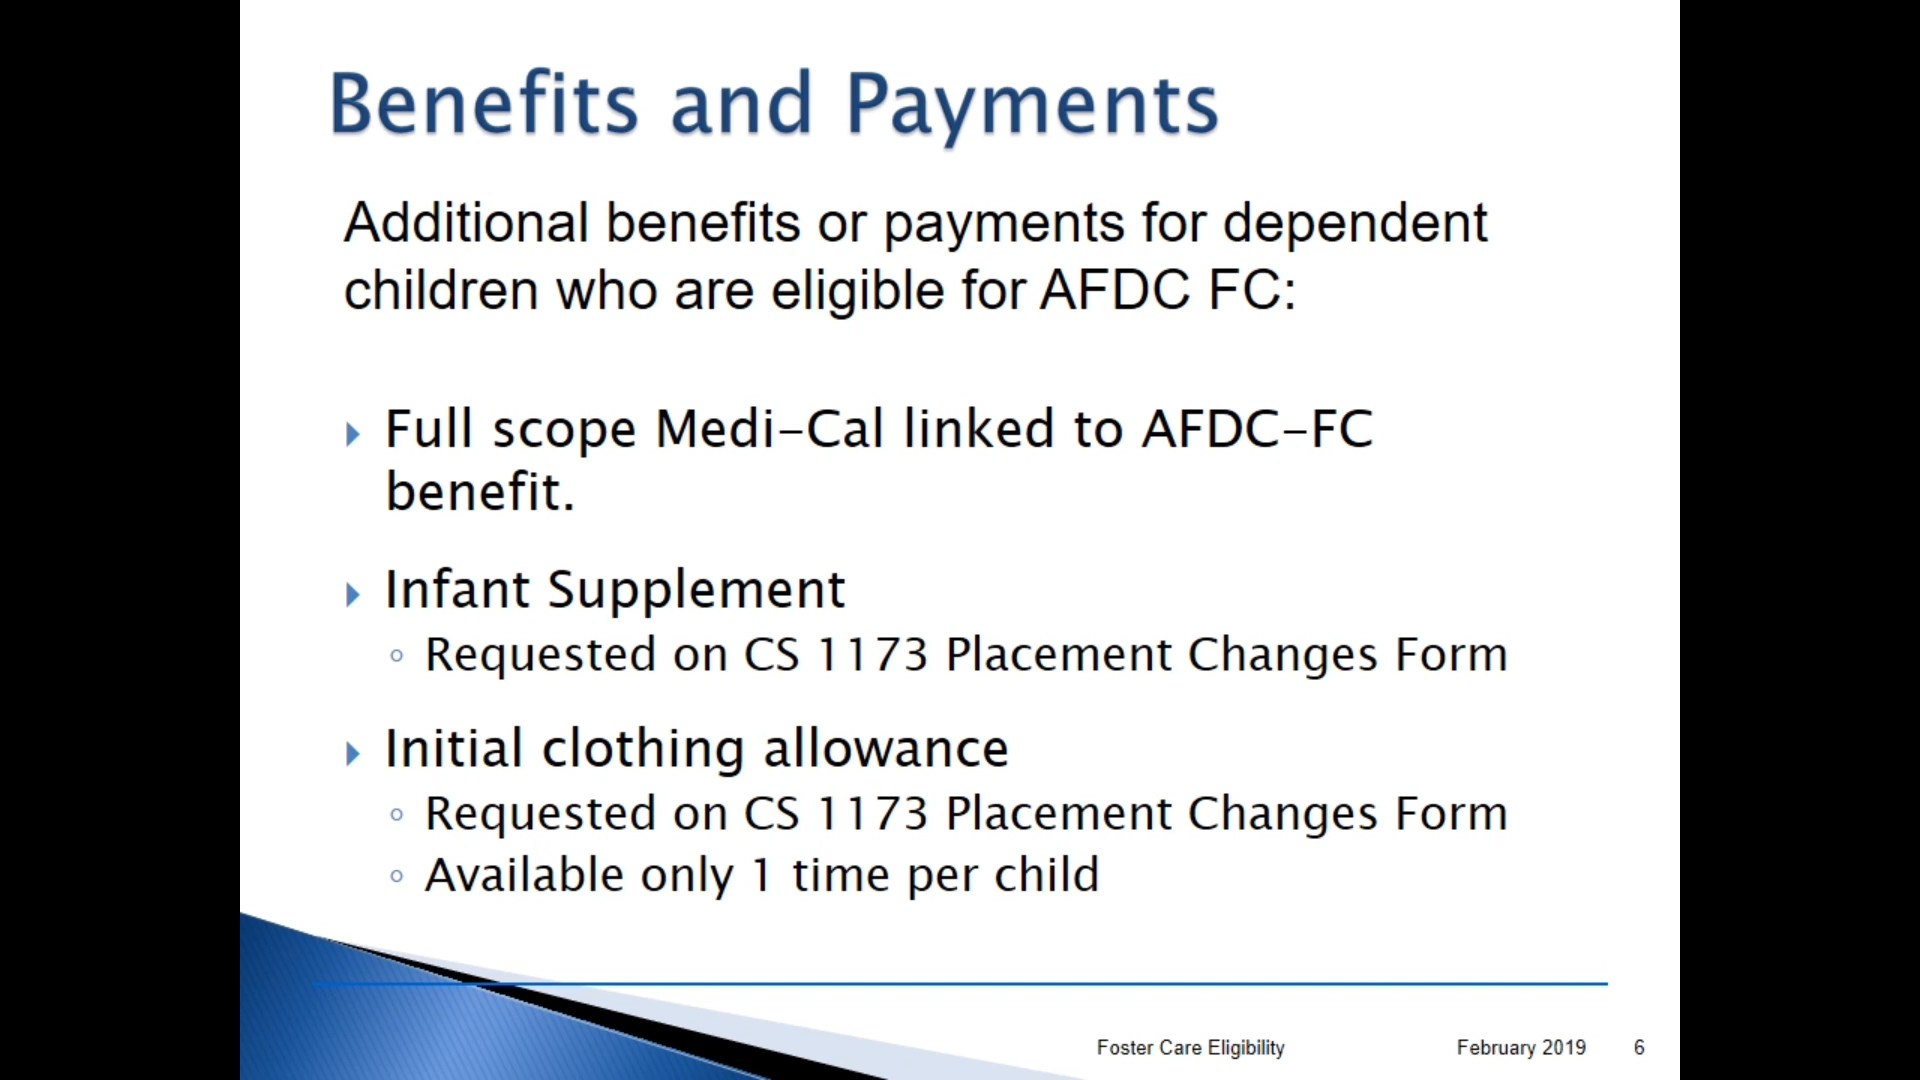 Benefits and Payments
Additional benefits or payments for dependent
children who are eligible for AFDC FC:
Full scope Medi-Cal linked to AFDC-FC
benefit.
Infant Supplement
Requested on CS 1173 Placement Changes Form
Initial clothing allowance
Requested on CS 1173 Placement Changes Form
Available only 1 time per child
Foster Care Eligibility February 2019 6